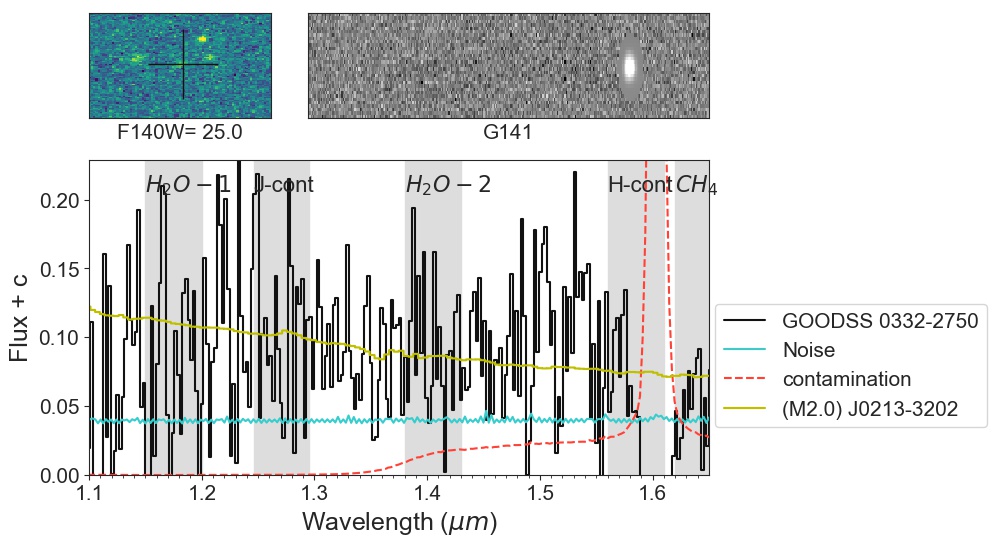 F140W= 25.0
G141
H₂O − 1
J-cont
H₂O − 2
H-cont
CH₄
Flux + c
0.20
0.15
0.10
0.05
0.00
1.1
1.2
1.3
1.4
1.5
1.6
Wavelength (μm)
GOODSS 0332-2750
Noise
contamination
(M2.0) J0213-3202